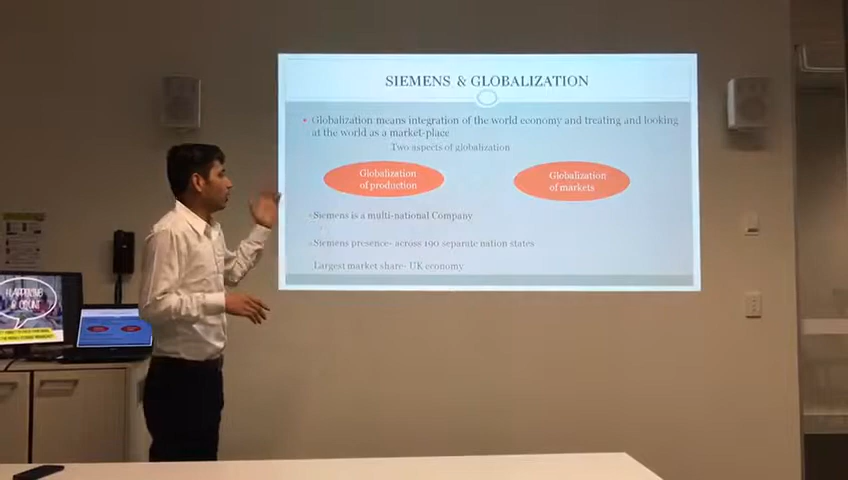 SIEMENS & GLOBALIZATION
Globalization means integration of the world economy and treating and looking
at the world as a market-place
Two aspects of globalization
Globalization
of production
Globalization
of markets
Siemens is a multi-national Company
Siemens presence- across 190 separate nation states
Largest market share- UK economy
& COUNT